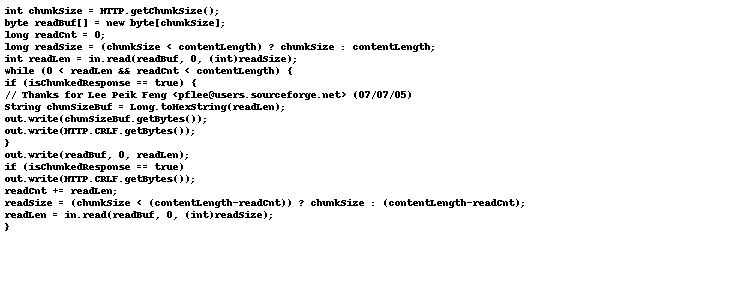 int chunkSize = HTTP.getChunkSize();
byte readBuf[] = new byte[chunkSize];
long readCnt = 0;
long readSize = (chunkSize < contentLength) ? chunkSize : contentLength;
int readLen = in.read(readBuf, 0, (int)readSize);
while (0 < readLen && readCnt < contentLength) {
if (isChunkedResponse == true) {
// Thanks for Lee Peik Feng <pflee@users.sourceforge.net> (07/07/05)
String chunSizeBuf = Long.toHexString(readLen);
out.write(chunSizeBuf.getBytes());
out.write(HTTP.CRLF.getBytes());
}
out.write(readBuf, 0, readLen);
if (isChunkedResponse == true)
out.write(HTTP.CRLF.getBytes());
readCnt += readLen;
readSize = (chunkSize < (contentLength-readCnt)) ? chunkSize : (contentLength-readCnt);
readLen = in.read(readBuf, 0, (int)readSize);
}